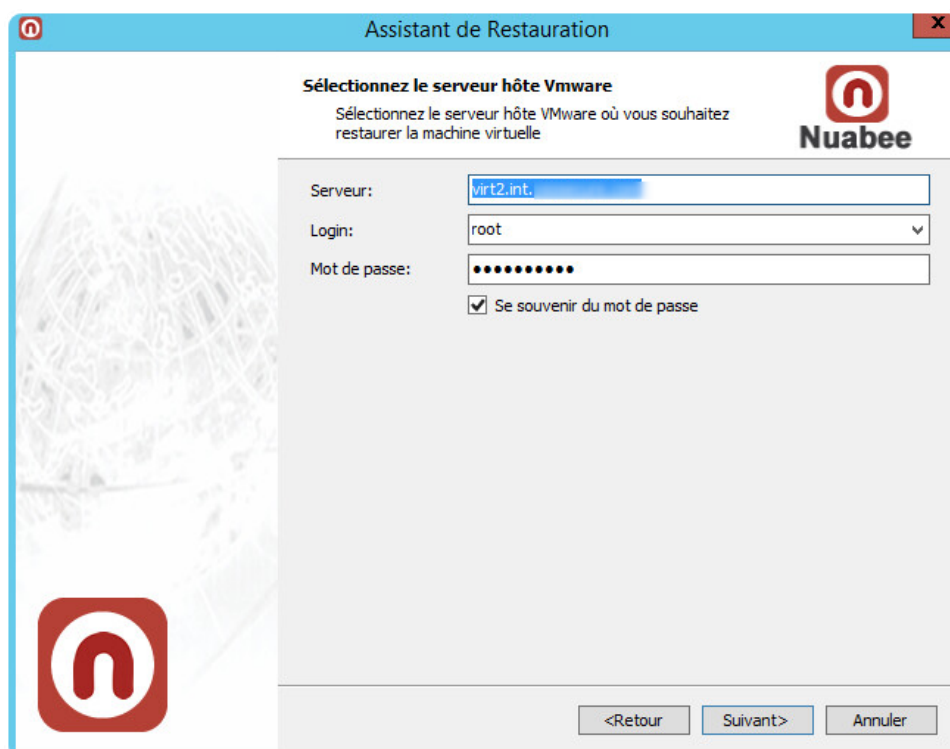 Assistant de Restauration
x
Sélectionnez le serveur hôte Vmware
Sélectionnez le serveur hôte VMware où vous souhaitez
restaurer la machine virtuelle
Nuabee
Serveur: virt2.int.
Login: root
Mot de passe: ●●●●●●●●●●
Se souvenir du mot de passe
<Retour Suivant> Annuler